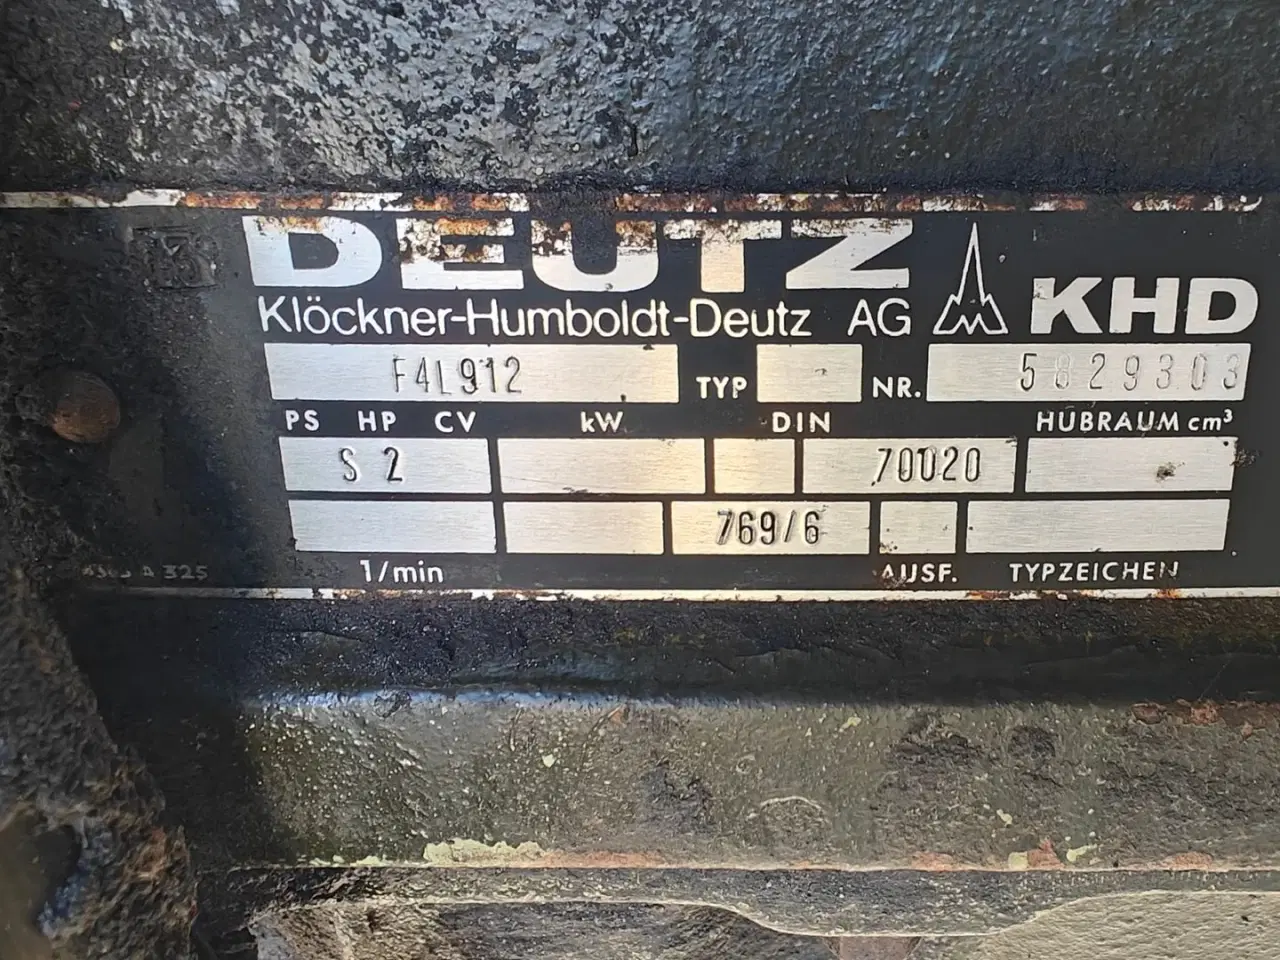 DEUTZ
Klöckner-Humboldt-Deutz AG KHD
F4L912 TYP NR. 5829303
PS HP CV kW DIN HUBRAUM cm³
S 2 70020
769/6
325 1/min AUSF. TYPZEICHEN